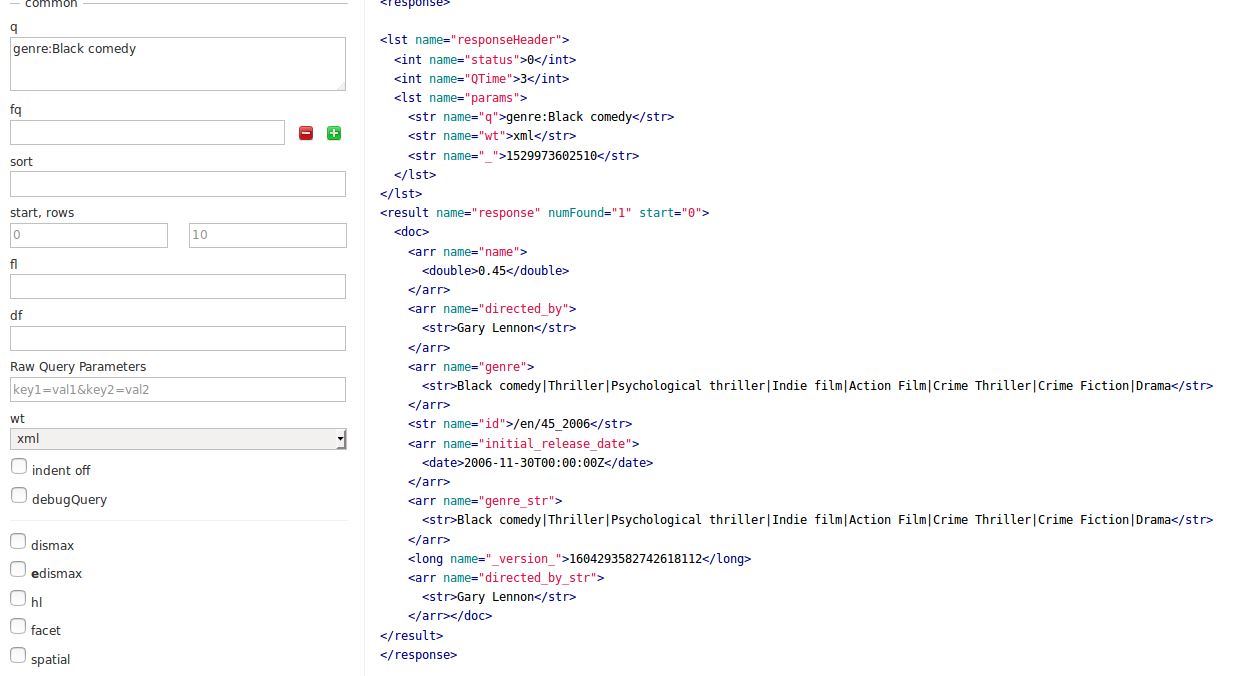 common
q
genre:Black comedy
fq
sort
start, rows
0 10
fl
df
Raw Query Parameters
key1=val1&key2=val2
wt
xml
indent off
debugQuery
dismax
edismax
hl
facet
spatial
<response>
<lst name="responseHeader">
<int name="status">0</int>
<int name="QTime">3</int>
<lst name="params">
<str name="q">genre:Black comedy</str>
<str name="wt">xml</str>
<str name="_">1529973602510</str>
</lst>
</lst>
<result name="response" numFound="1" start="0">
<doc>
<arr name="name">
<double>0.45</double>
</arr>
<arr name="directed_by">
<str>Gary Lennon</str>
</arr>
<arr name="genre">
<str>Black comedy|Thriller|Psychological thriller|Indie film|Action Film|Crime Thriller|Crime Fiction|Drama</str>
</arr>
<str name="id">/en/45_2006</str>
<arr name="initial_release_date">
<date>2006-11-30T00:00:00Z</date>
</arr>
<arr name="genre_str">
<str>Black comedy|Thriller|Psychological thriller|Indie film|Action Film|Crime Thriller|Crime Fiction|Drama</str>
</arr>
<long name="_version_">1604293582742618112</long>
<arr name="directed_by_str">
<str>Gary Lennon</str>
</arr></doc>
</result>
</response>